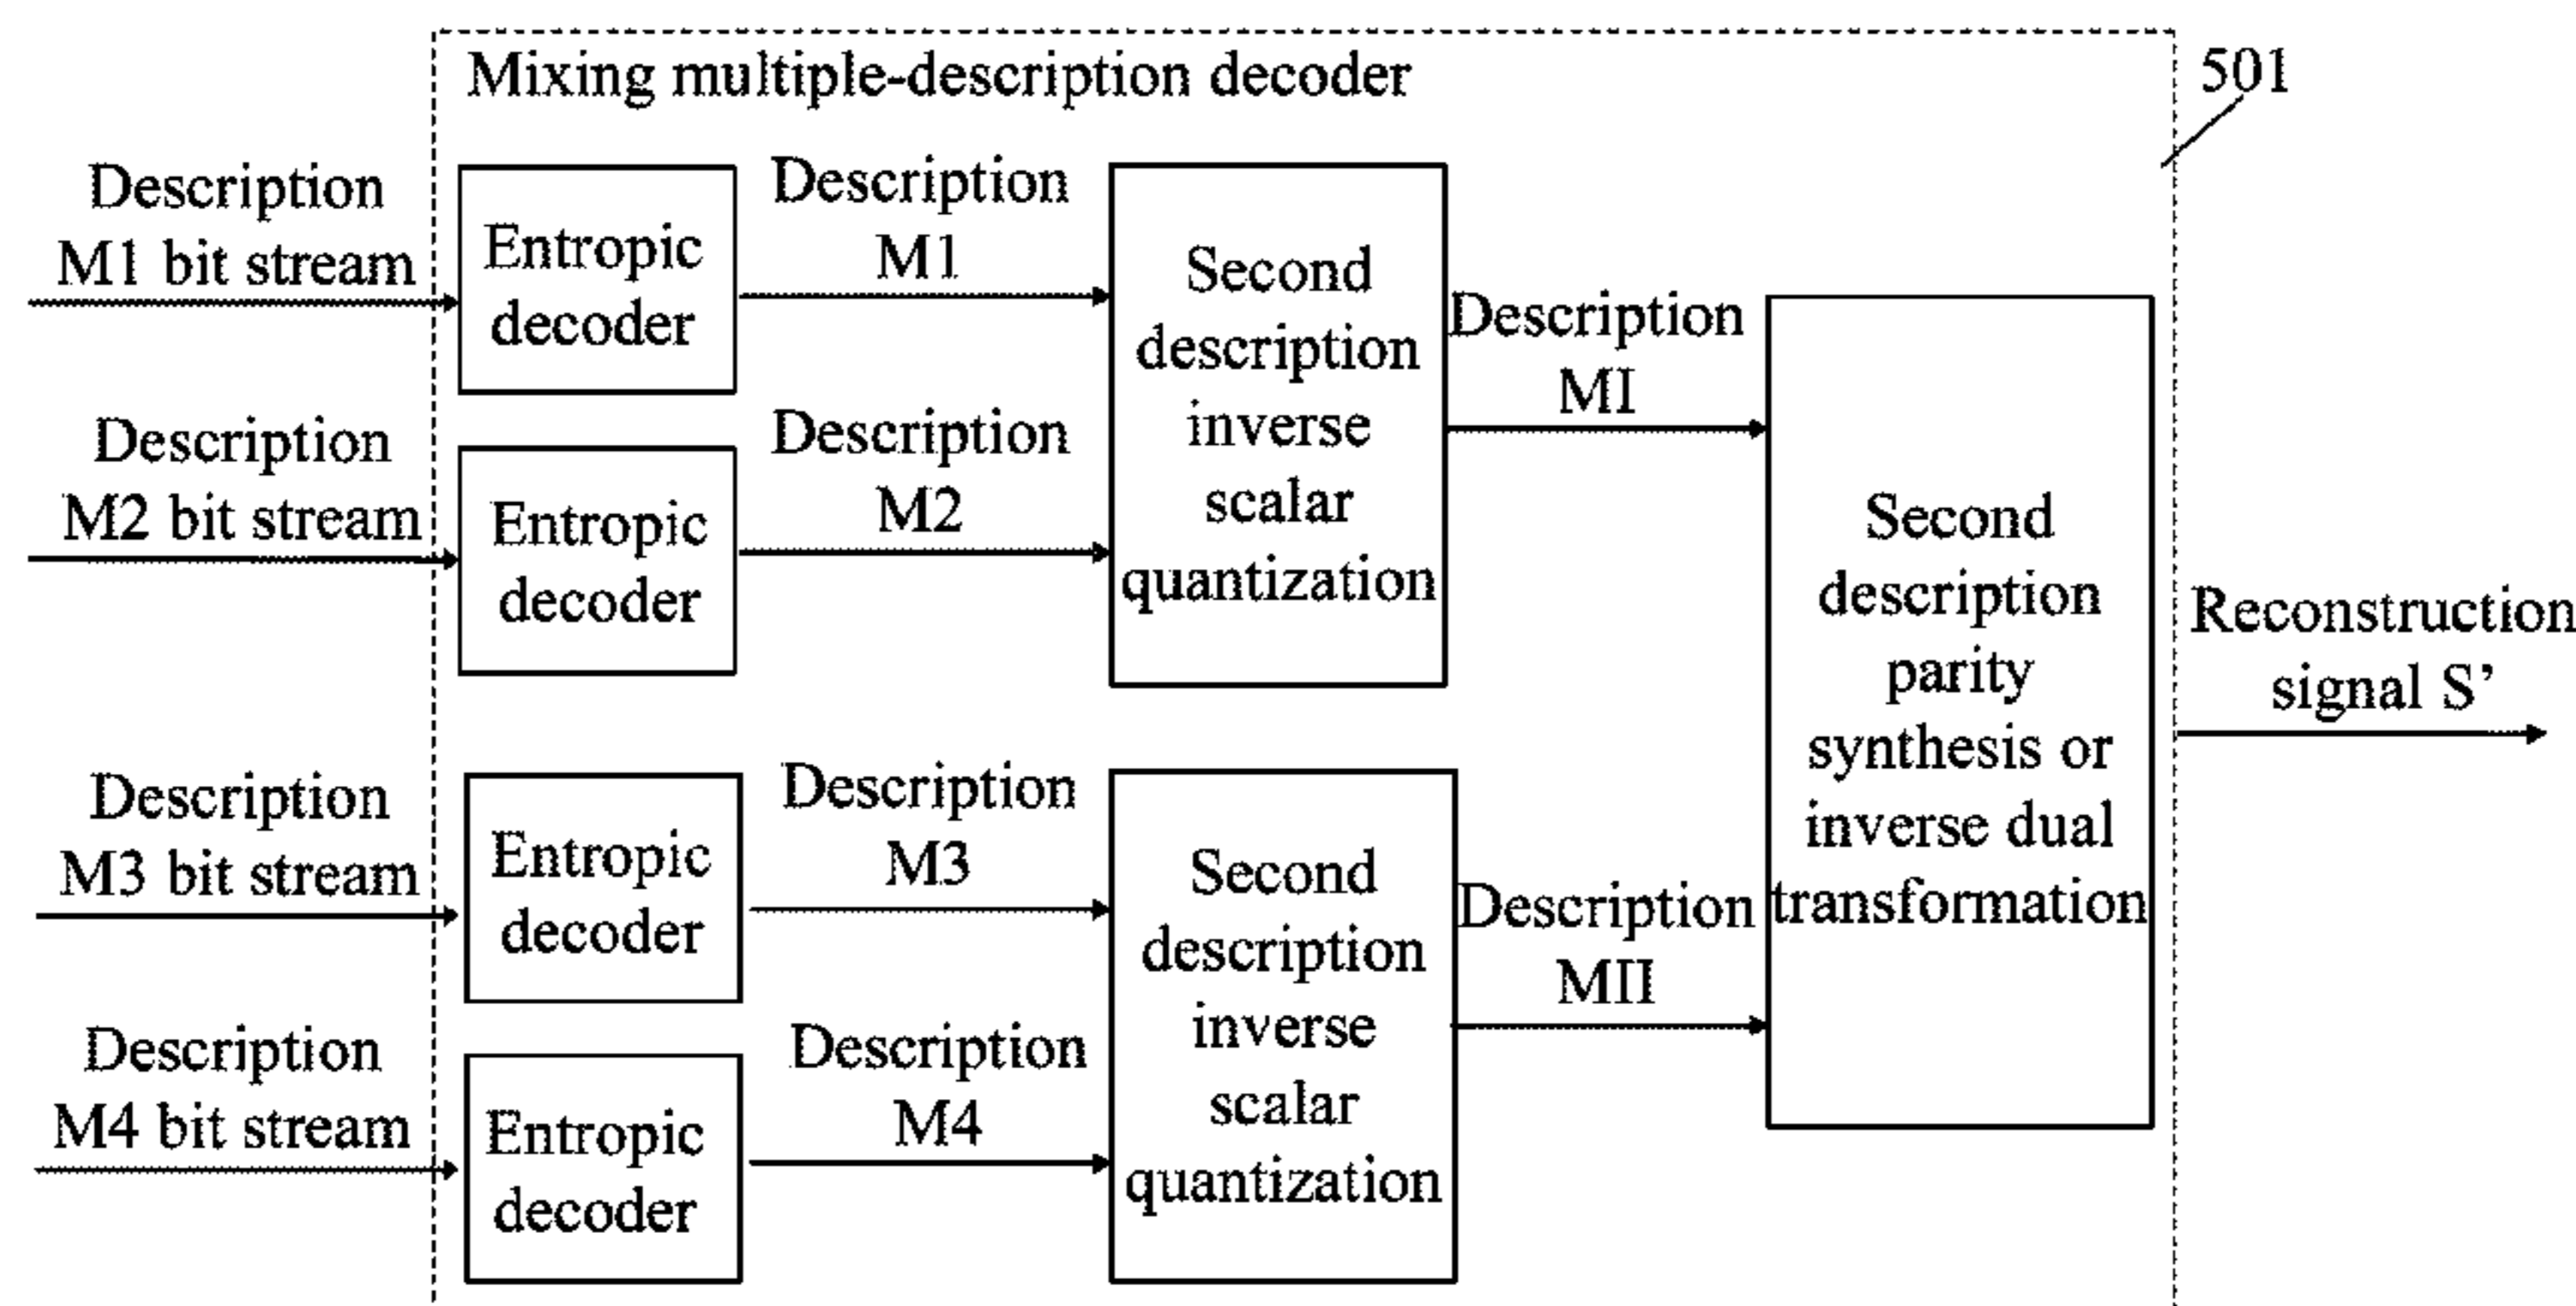 Mixing multiple-description decoder
501
Description
M1 bit stream
Entropic
decoder
Description
M1
Description
M2 bit stream
Entropic
decoder
Description
M2
Second
description
inverse
scalar
quantization
Description
MI
Description
M3 bit stream
Entropic
decoder
Description
M3
Description
M4 bit stream
Entropic
decoder
Description
M4
Second
description
inverse
scalar
quantization
Description
MII
Second
description
parity
synthesis or
inverse dual
transformation
Reconstruction
signal S’